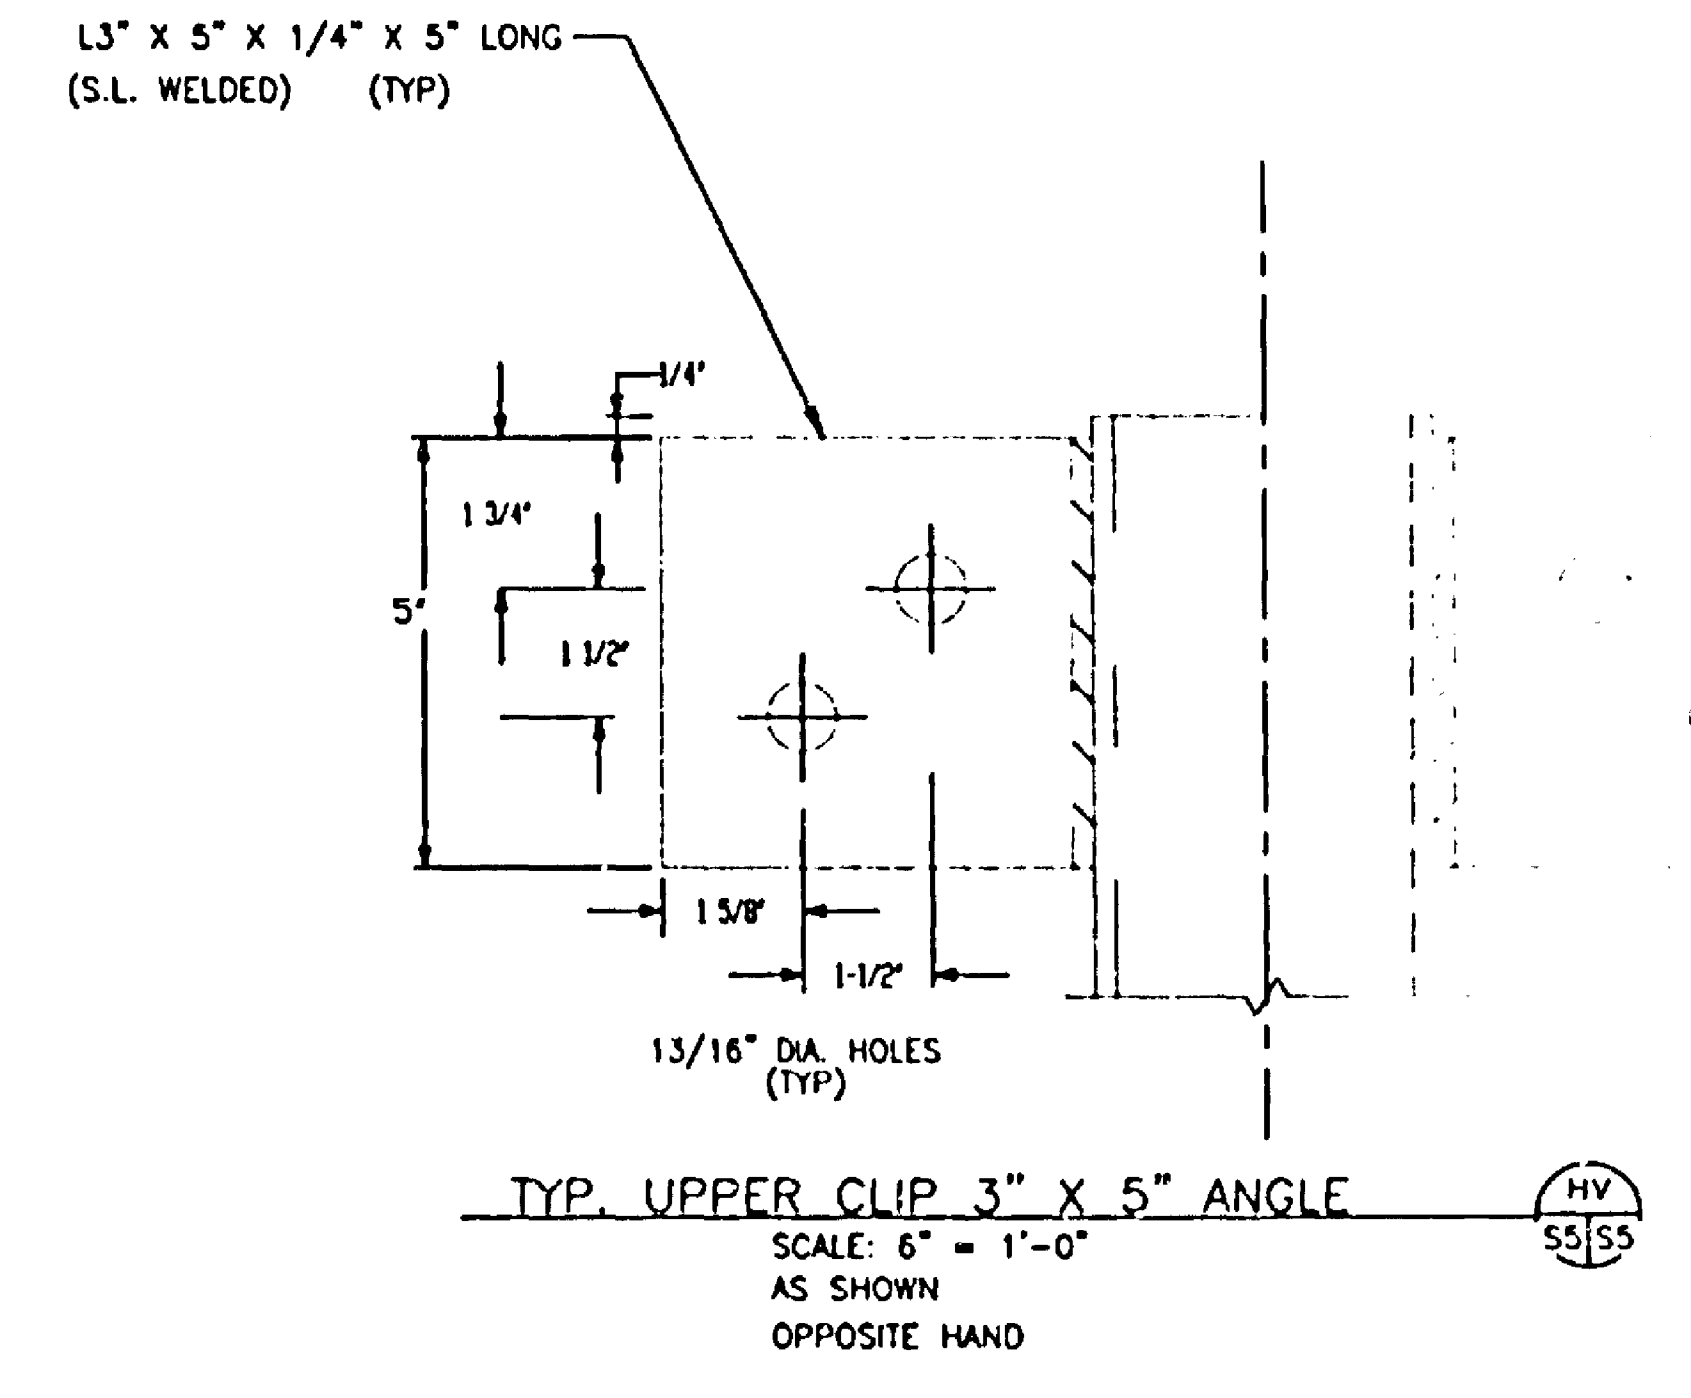 L3" X 5" X 1/4" X 5" LONG
(S.L. WELDED) (TYP)
1/4"
1 3/4"
5"
1 1/2"
1 5/8"
1-1/2"
13/16" DIA. HOLES
(TYP)
TYP. UPPER CLIP 3" X 5" ANGLE
HV
S5 S5
SCALE: 6" = 1'-0"
AS SHOWN
OPPOSITE HAND